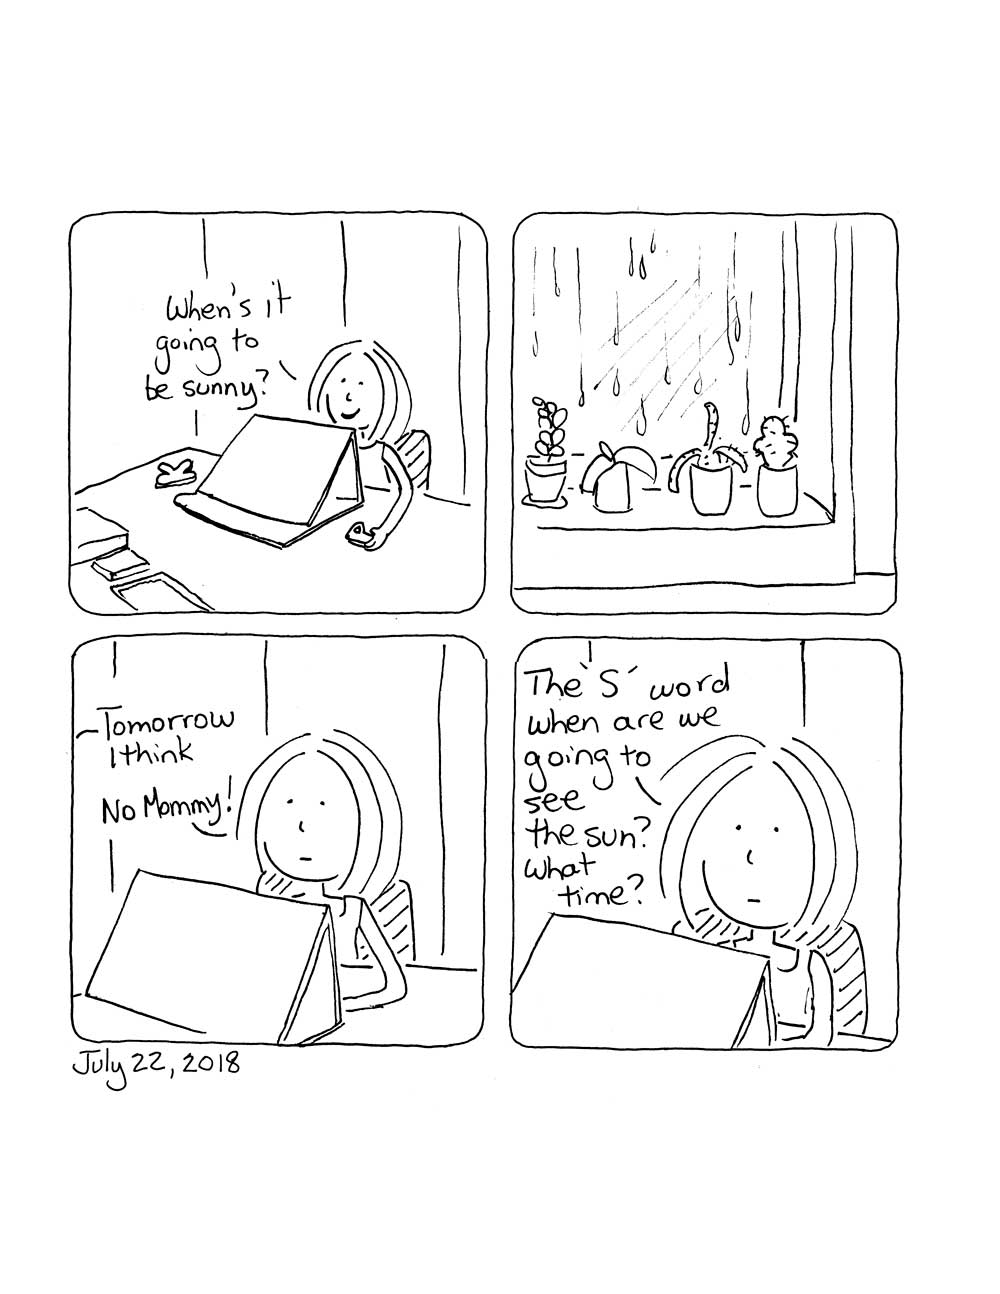 When's it
going to
be sunny?
Tomorrow
I think
No Mommy!
The 'S' word
when are we
going to
see
the sun?
What
time?
July 22, 2018